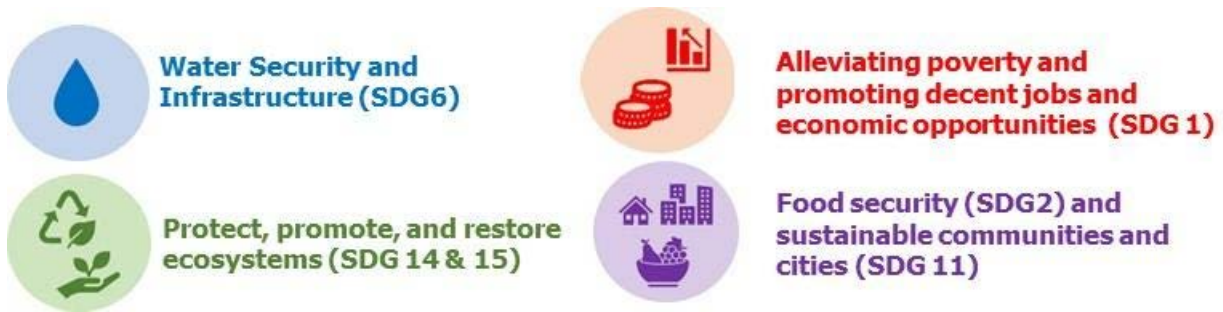 Water Security and
Infrastructure (SDG6)
Alleviating poverty and
promoting decent jobs and
economic opportunities (SDG 1)
Protect, promote, and restore
ecosystems (SDG 14 & 15)
Food security (SDG2) and
sustainable communities and
cities (SDG 11)